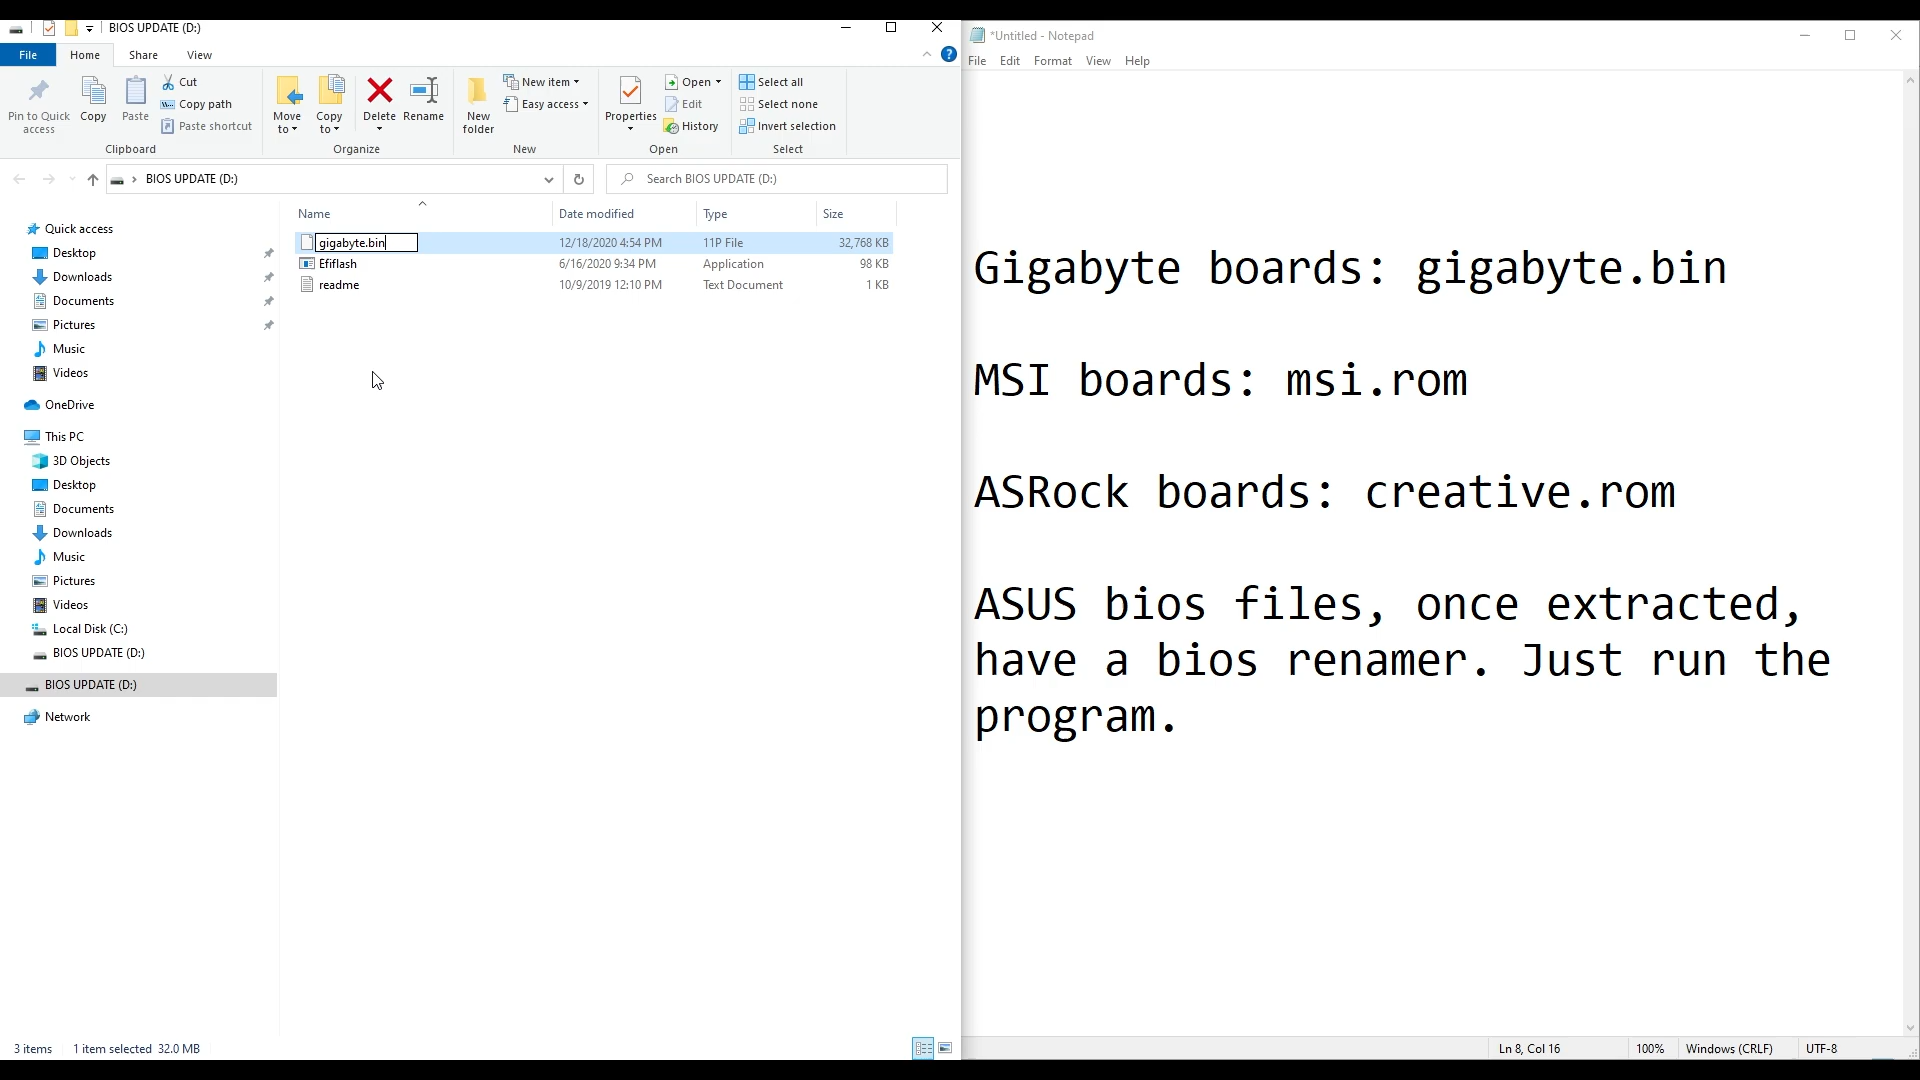 BIOS UPDATE (D:)
File Home Share View
Pin to Quick access
Copy
Paste
Cut
Copy path
Paste shortcut
Clipboard
Move to
Copy to
Delete
Rename
Organize
New folder
New item
Easy access
New
Properties
Open
Edit
History
Open
Select all
Select none
Invert selection
Select
BIOS UPDATE (D:)
Search BIOS UPDATE (D:)
Quick access
Desktop
Downloads
Documents
Pictures
Music
Videos
OneDrive
This PC
3D Objects
Desktop
Documents
Downloads
Music
Pictures
Videos
Local Disk (C:)
BIOS UPDATE (D:)
BIOS UPDATE (D:)
Network
Name Date modified Type Size
gigabyte.bin 12/18/2020 4:54 PM 11P File 32,768 KB
Efiflash 6/16/2020 9:34 PM Application 98 KB
readme 10/9/2019 12:10 PM Text Document 1 KB
3 items 1 item selected 32.0 MB
*Untitled - Notepad
File Edit Format View Help
Gigabyte boards: gigabyte.bin
MSI boards: msi.rom
ASRock boards: creative.rom
ASUS bios files, once extracted,
have a bios renamer. Just run the
program.
Ln 8, Col 16 100% Windows (CRLF) UTF-8